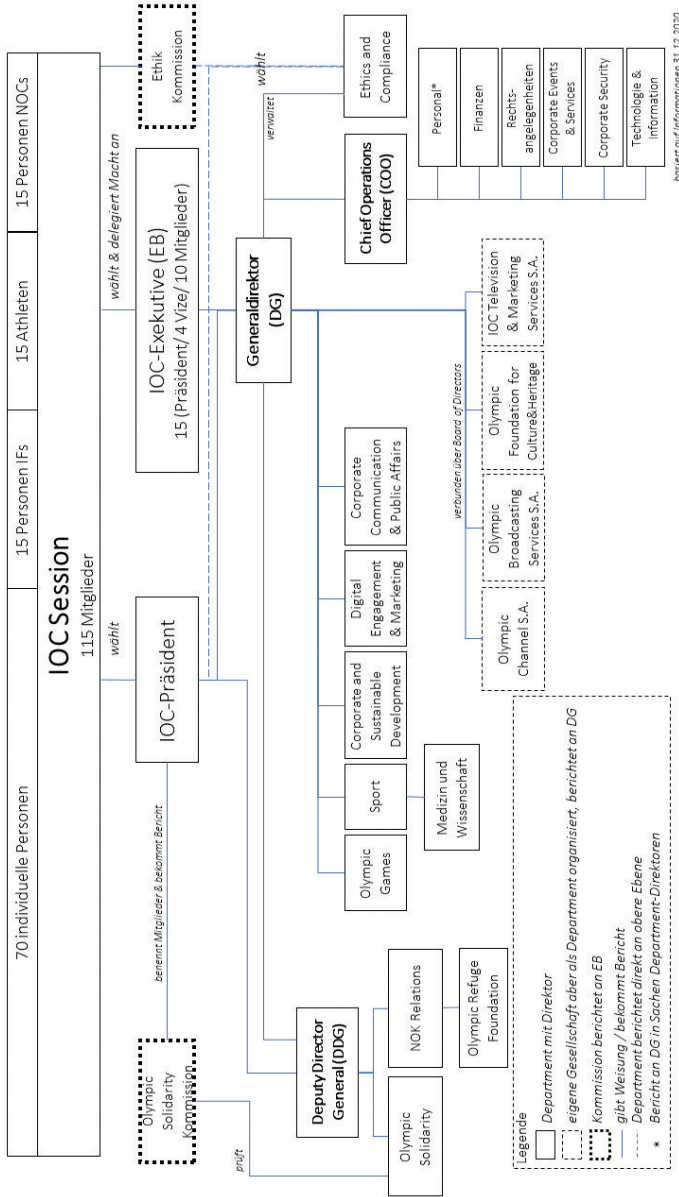 70 individuelle Personen
15 Personen IFs
15 Athleten
15 Personen NOCs
IOC Session
115 Mitglieder
wählt
wählt & delegiert Macht an
Olympic
Solidarity
Kommission
benennt Mitglieder & bekommt Bericht
IOC-Präsident
IOC-Exekutive (EB)
15 (Präsident/ 4 Vize/ 10 Mitglieder)
Ethik
Kommission
prüft
wählt
verwaltet
Deputy Director
General (DDG)
Generaldirektor
(DG)
Chief Operations
Officer (COO)
Ethics and
Compliance
Olympic
Solidarity
NOK Relations
Olympic Refuge
Foundation
Olympic
Games
Sport
Medizin und
Wissenschaft
Corporate and
Sustainable
Development
Digital
Engagement
& Marketing
Corporate
Communication
& Public Affairs
Personal*
Finanzen
Rechts-
angelegenheiten
Corporate Events
& Services
Corporate Security
Technologie &
Information
verbunden über Board of Directors
Olympic
Channel S.A.
Olympic
Broadcasting
Services S.A.
Olympic
Foundation for
Culture&Heritage
IOC Television
& Marketing
Services S.A.
Legende
Department mit Direktor
eigene Gesellschaft aber als Department organisiert, berichtet an DG
Kommission berichtet an EB
gibt Weisung / bekommt Bericht
Department berichtet direkt an obere Ebene
* Bericht an DG in Sachen Department-Direktoren
basiert auf Informationen 31.12.2020